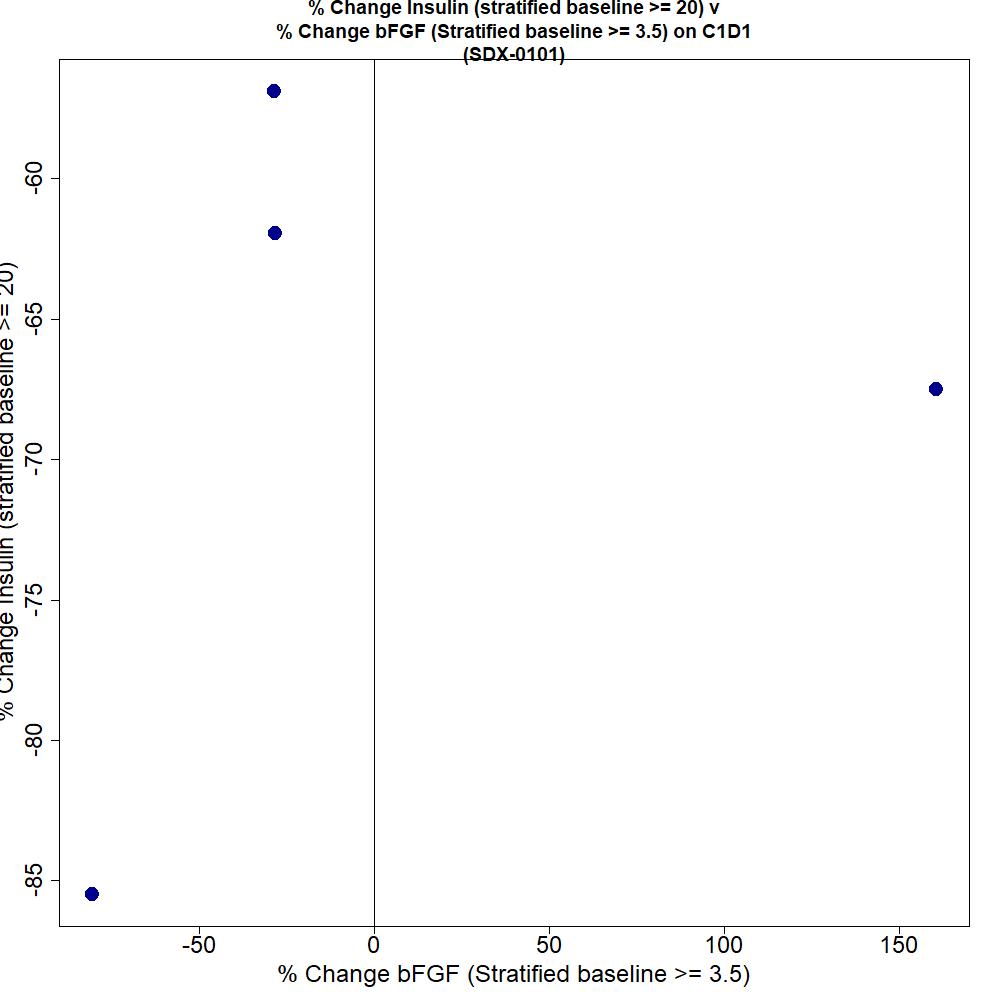 % Change Insulin (stratified baseline >= 20) v
% Change bFGF (Stratified baseline >= 3.5) on C1D1
(SDX-0101)
% Change Insulin (stratified baseline >= 20)
-60
-65
-70
-75
-80
-85
-50
0
50
100
150
% Change bFGF (Stratified baseline >= 3.5)